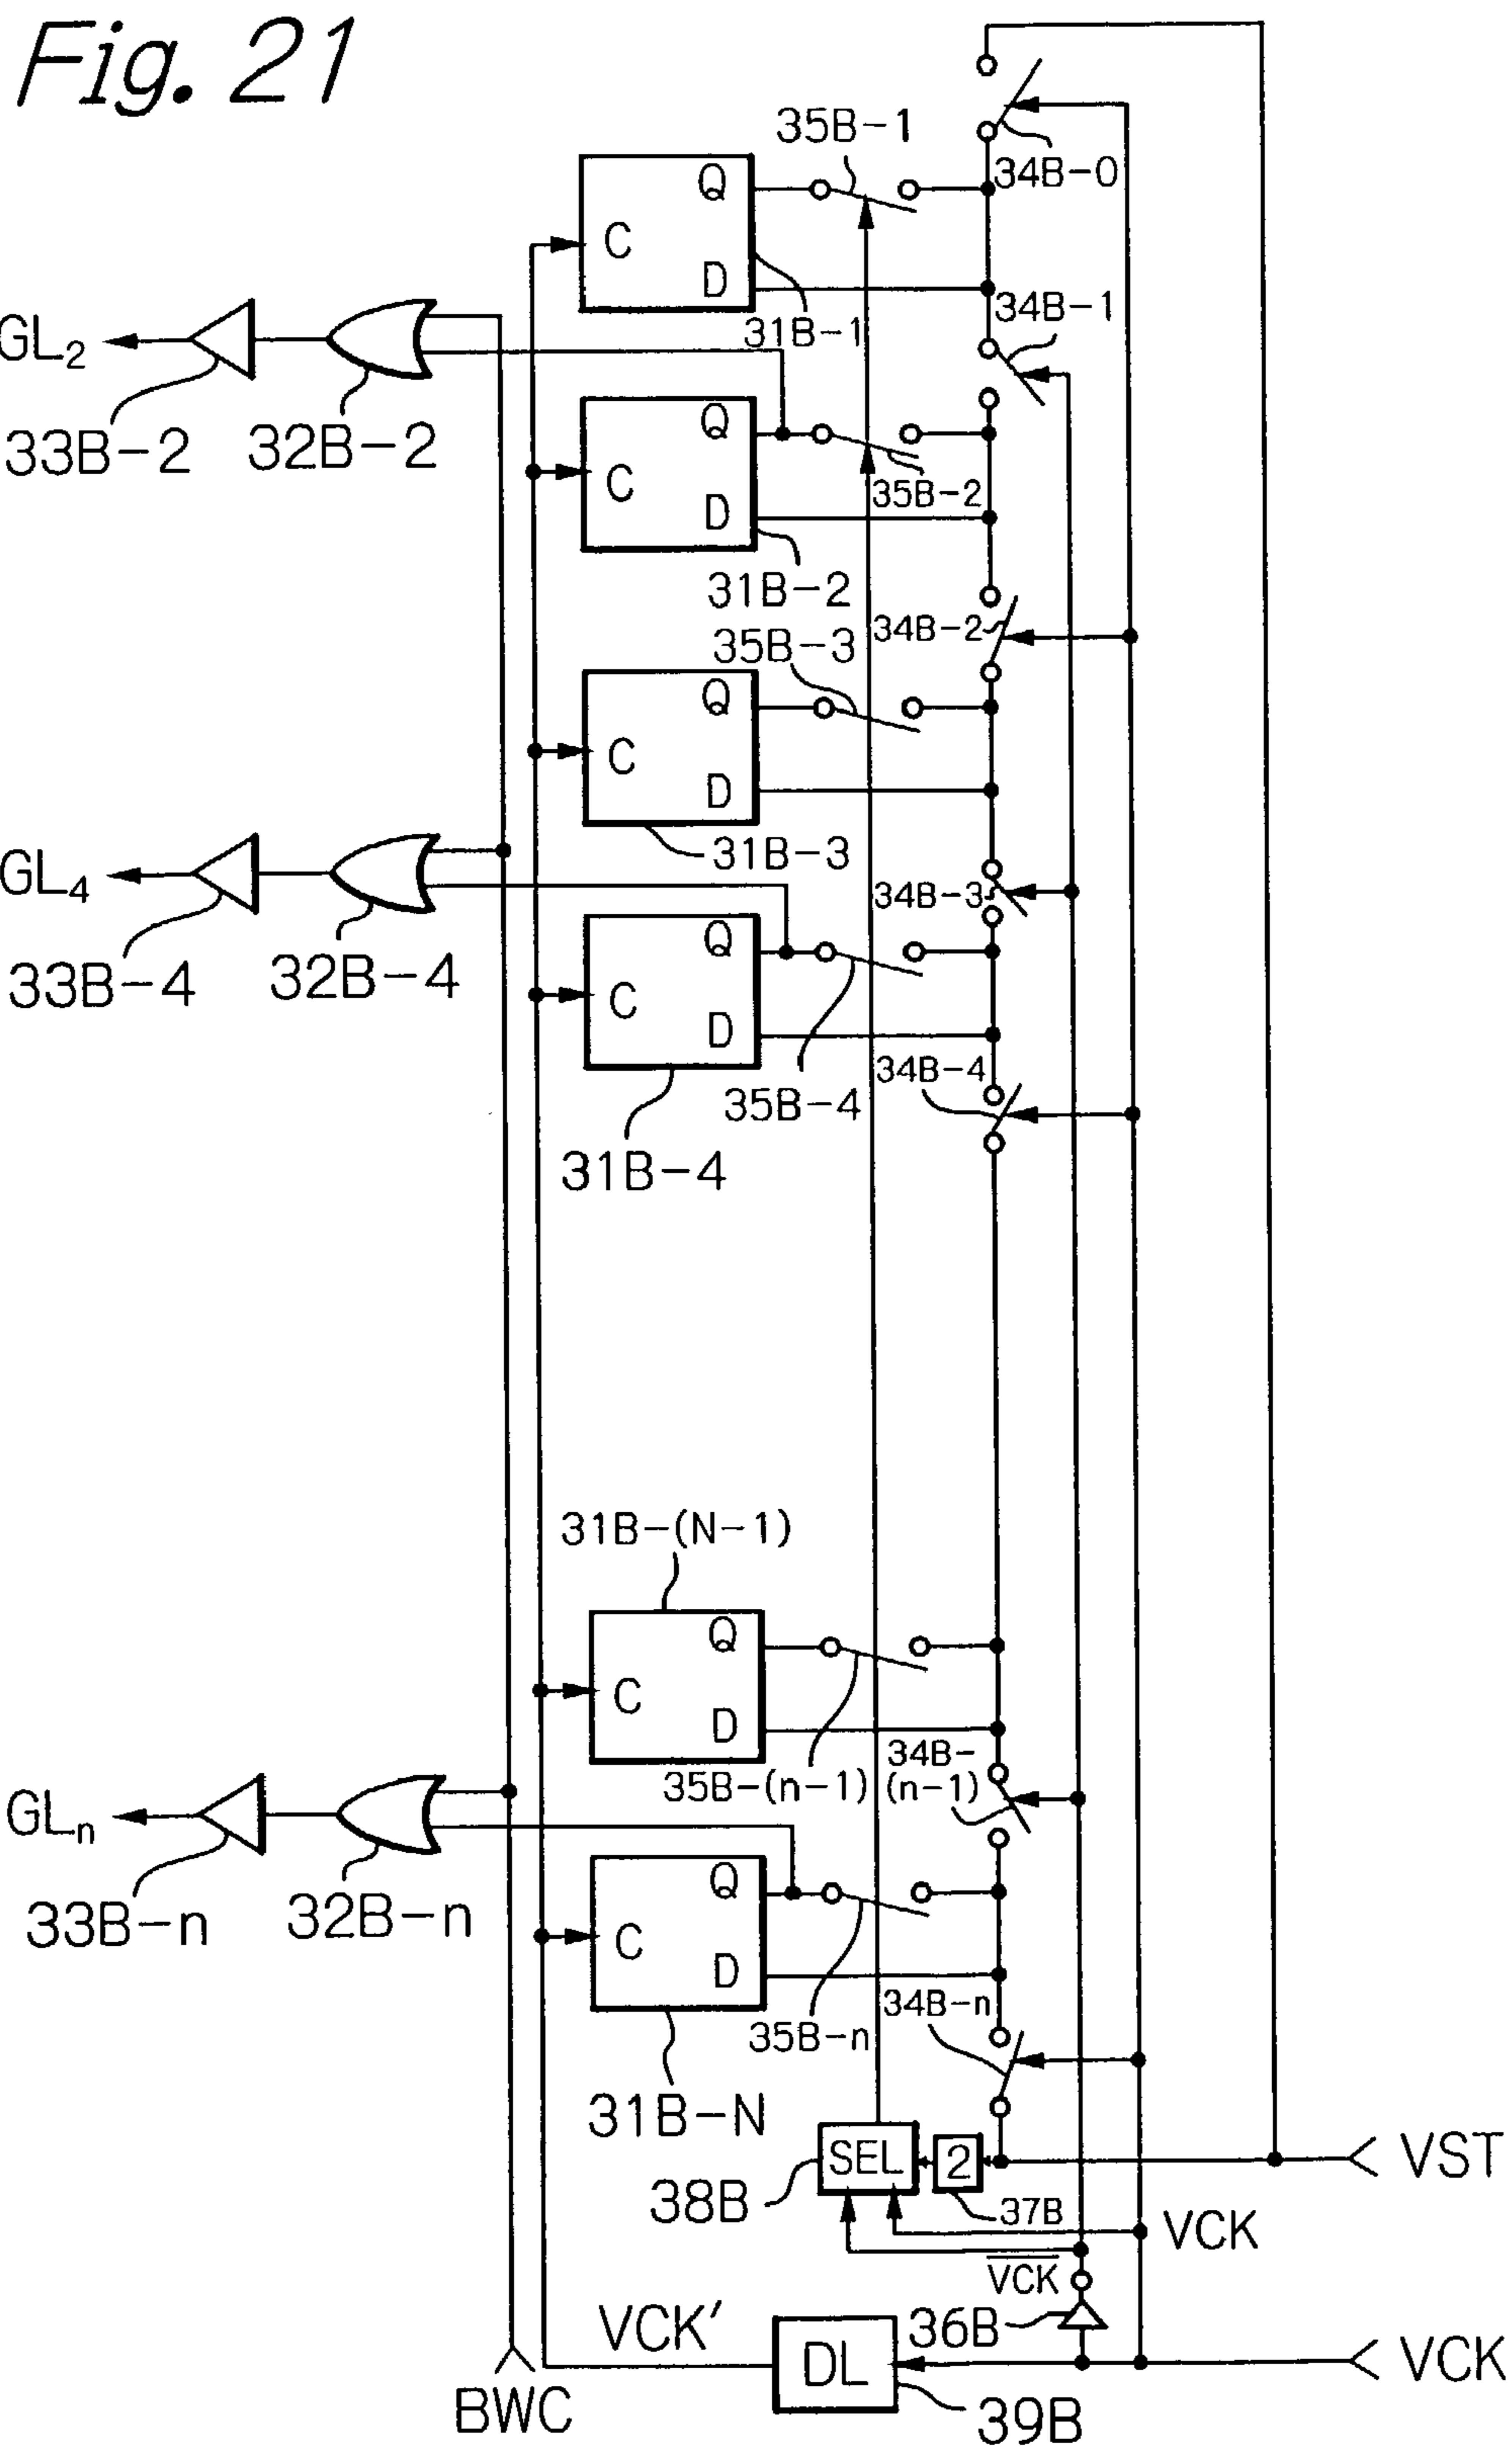 Fig. 21
35B-1
34B-0
Q
C
D
31B-1
34B-1
GL2
33B-2
32B-2
Q
C
D
35B-2
31B-2
34B-2
35B-3
Q
C
D
31B-3
34B-3
GL4
33B-4
32B-4
Q
C
D
35B-4
34B-4
31B-4
31B-(N-1)
Q
C
D
35B-(n-1)
34B-
(n-1)
GLn
33B-n
32B-n
Q
C
D
35B-n
34B-n
31B-N
SEL
2
VST
38B
37B
VCK
VCK
36B
VCK'
DL
VCK
39B
BWC